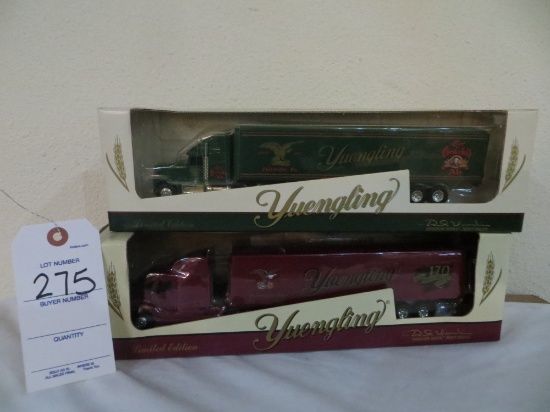 LOT NUMBER
275
BUYER NUMBER
QUANTITY
Yuengling
Yuengling
Limited Edition
170
Yuengling
Yuengling
Limited Edition